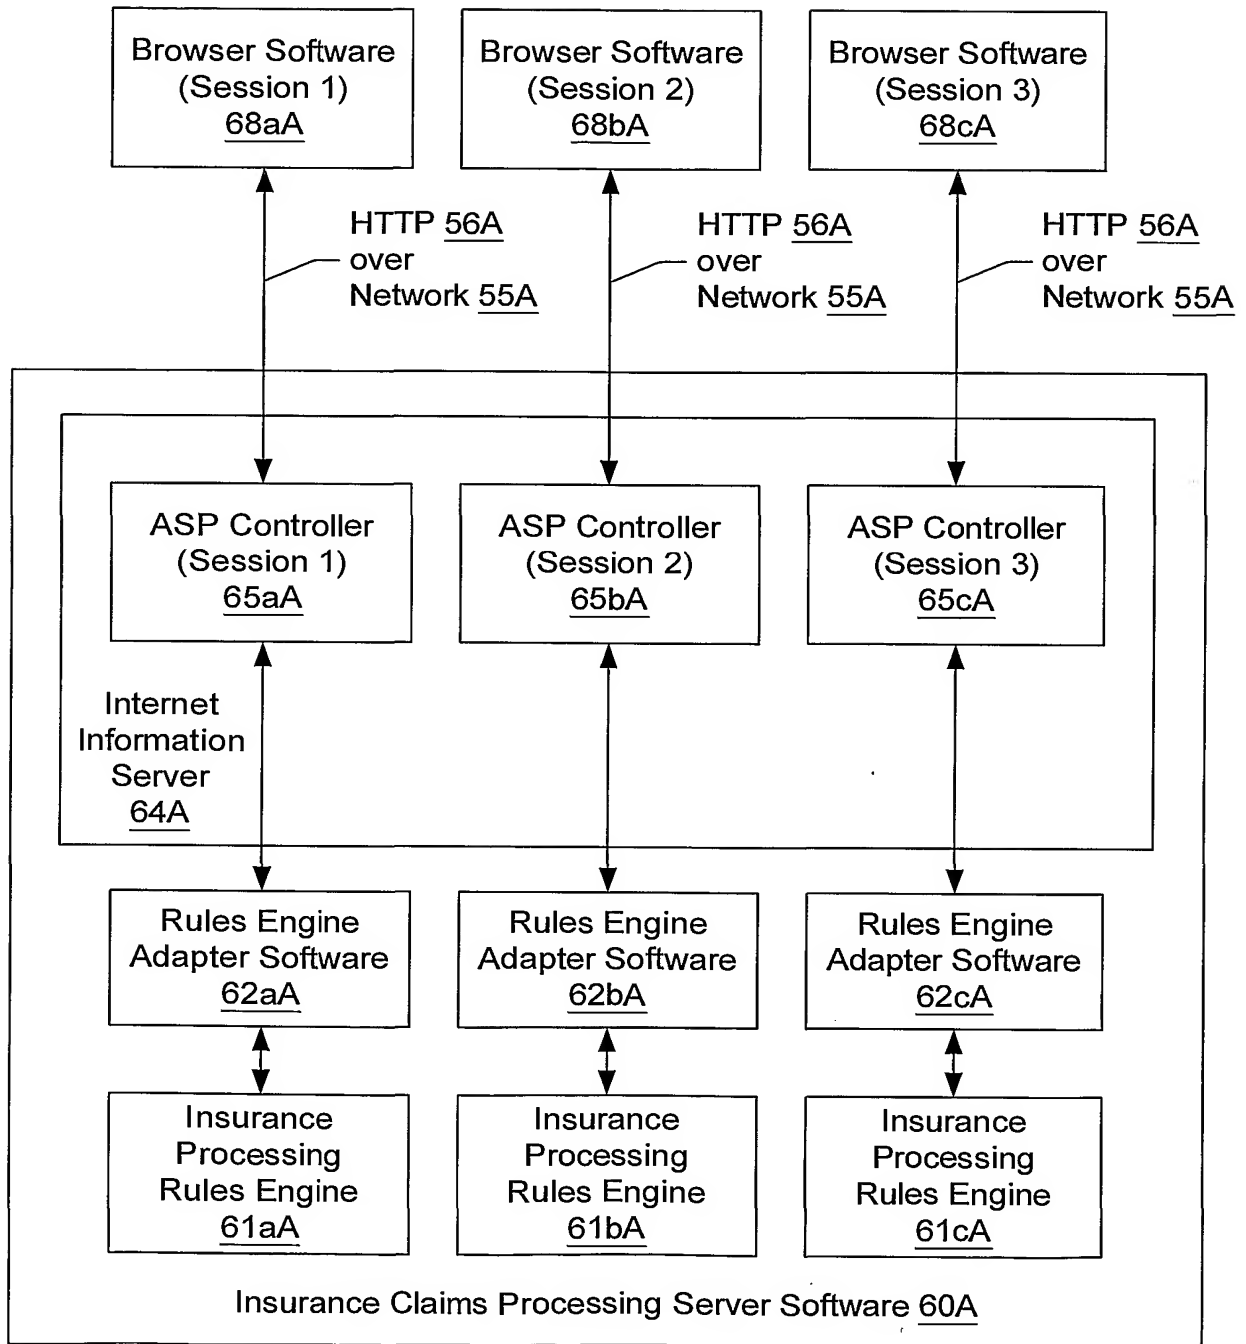 Browser Software
(Session 1)
68aA
Browser Software
(Session 2)
68bA
Browser Software
(Session 3)
68cA
HTTP 56A
over
Network 55A
HTTP 56A
over
Network 55A
HTTP 56A
over
Network 55A
ASP Controller
(Session 1)
65aA
ASP Controller
(Session 2)
65bA
ASP Controller
(Session 3)
65cA
Internet
Information
Server
64A
Rules Engine
Adapter Software
62aA
Rules Engine
Adapter Software
62bA
Rules Engine
Adapter Software
62cA
Insurance
Processing
Rules Engine
61aA
Insurance
Processing
Rules Engine
61bA
Insurance
Processing
Rules Engine
61cA
Insurance Claims Processing Server Software 60A